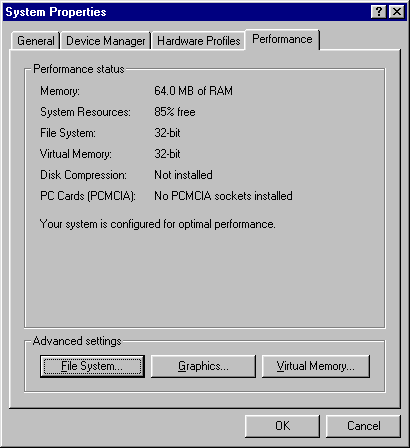 System Properties
General Device Manager Hardware Profiles Performance
Performance status
Memory: 64.0 MB of RAM
System Resources: 85% free
File System: 32-bit
Virtual Memory: 32-bit
Disk Compression: Not installed
PC Cards (PCMCIA): No PCMCIA sockets installed
Your system is configured for optimal performance.
Advanced settings
File System... Graphics... Virtual Memory...
OK Cancel